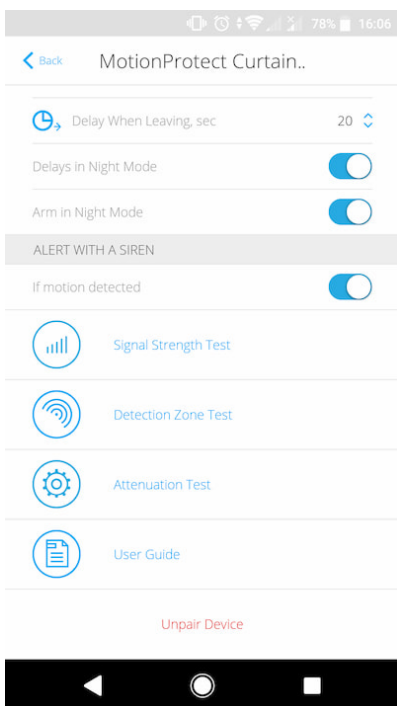 78% 16:06
Back MotionProtect Curtain..
Delay When Leaving, sec 20
Delays in Night Mode
Arm in Night Mode
ALERT WITH A SIREN
If motion detected
Signal Strength Test
Detection Zone Test
Attenuation Test
User Guide
Unpair Device